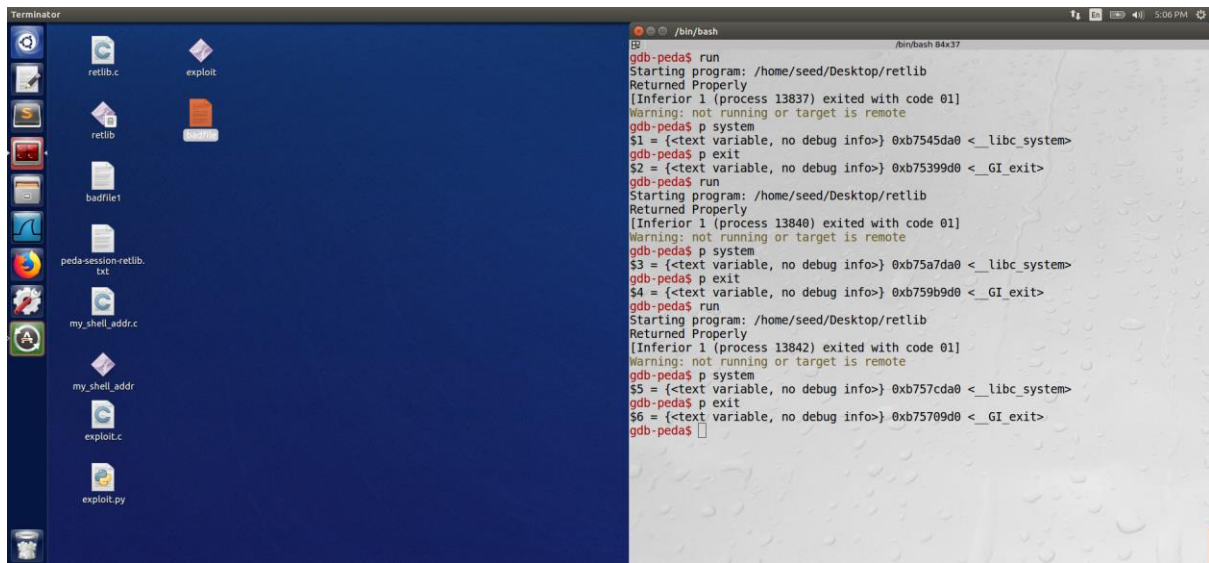 Terminator
En
5:06 PM
retlib.c
exploit
retlib
badfile
badfile1
peda-session-retlib.
txt
my_shell_addr.c
my_shell_addr
exploit.c
exploit.py
/bin/bash
/bin/bash 84x37
gdb-peda$ run
Starting program: /home/seed/Desktop/retlib
Returned Properly
[Inferior 1 (process 13837) exited with code 01]
Warning: not running or target is remote
gdb-peda$ p system
$1 = {<text variable, no debug info>} 0xb7545da0 <__libc_system>
gdb-peda$ p exit
$2 = {<text variable, no debug info>} 0xb75399d0 <__GI_exit>
gdb-peda$ run
Starting program: /home/seed/Desktop/retlib
Returned Properly
[Inferior 1 (process 13840) exited with code 01]
Warning: not running or target is remote
gdb-peda$ p system
$3 = {<text variable, no debug info>} 0xb75a7da0 <__libc_system>
gdb-peda$ p exit
$4 = {<text variable, no debug info>} 0xb759b9d0 <__GI_exit>
gdb-peda$ run
Starting program: /home/seed/Desktop/retlib
Returned Properly
[Inferior 1 (process 13842) exited with code 01]
Warning: not running or target is remote
gdb-peda$ p system
$5 = {<text variable, no debug info>} 0xb757cda0 <__libc_system>
gdb-peda$ p exit
$6 = {<text variable, no debug info>} 0xb75709d0 <__GI_exit>
gdb-peda$